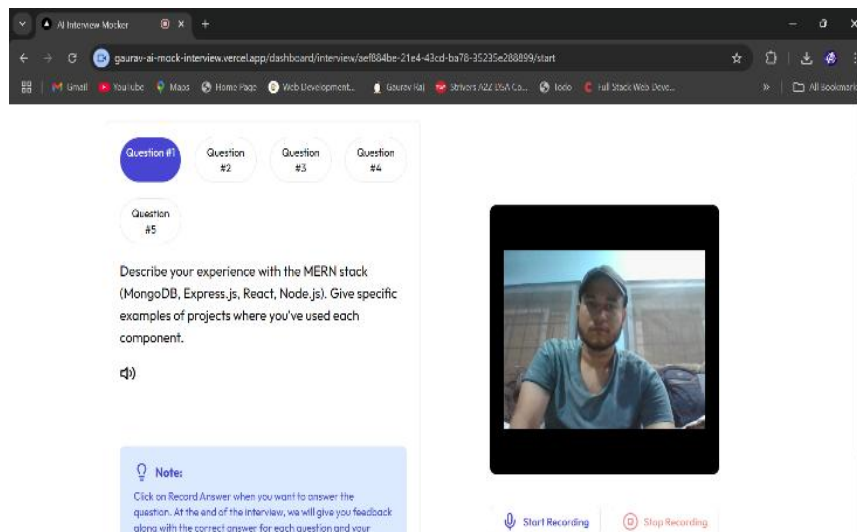 AI Interview Mocker
gaurav-ai-mock-interview.vercel.app/dashboard/interview/aef884be-21e4-43cd-ba78-35235e288899/start
Gmail YouTube Maps Home Page Web Development... Gaurav Raj Strivers A2Z DSA Co... Todo Full Stack Web Deve... All Bookmark
Question #1
Question
#2
Question
#3
Question
#4
Question
#5
Describe your experience with the MERN stack
(MongoDB, Express.js, React, Node.js). Give specific
examples of projects where you've used each
component.
Note:
Click on Record Answer when you want to answer the
question. At the end of the interview, we will give you feedback
along with the correct answer for each question and your
Start Recording
Stop Recording